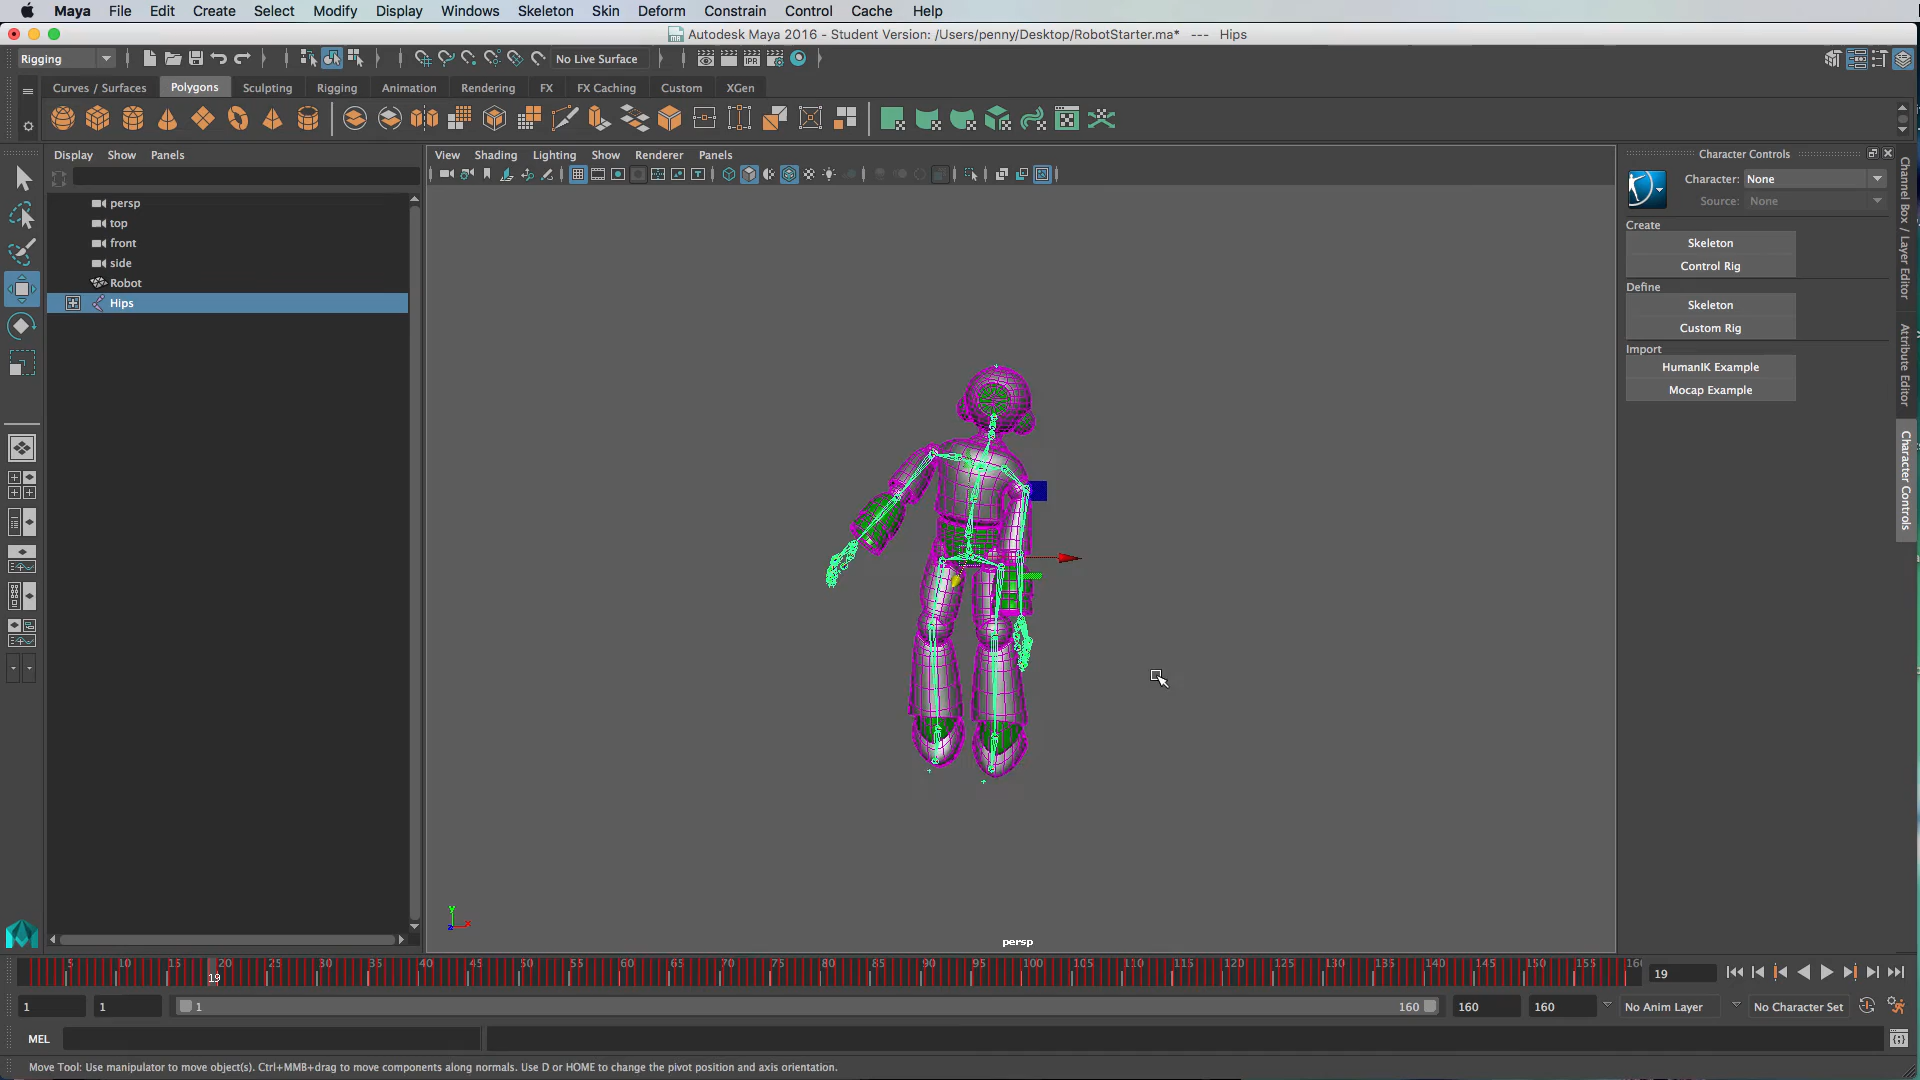 Maya File Edit Create Select Modify Display Windows Skeleton Skin Deform Constrain Control Cache Help
Autodesk Maya 2016 - Student Version: /Users/penny/Desktop/RobotStarter.ma* --- Hips
Rigging No Live Surface IPR
Curves / Surfaces Polygons Sculpting Rigging Animation Rendering FX FX Caching Custom XGen
Display Show Panels
View Shading Lighting Show Renderer Panels
persp
top
front
side
Robot
Hips
Character Controls
Character: None
Source: None
Create
Skeleton
Control Rig
Define
Skeleton
Custom Rig
Import
HumanIK Example
Mocap Example
Channel Box / Layer Editor
Attribute Editor
Character Controls
y
x
z
persp
5 10 15 20 25 30 35 40 45 50 55 60 65 70 75 80 85 90 95 100 105 110 115 120 125 130 135 140 145 150 155 160
19
19
1 1 1 160 160 160 No Anim Layer No Character Set
MEL
Move Tool: Use manipulator to move object(s). Ctrl+MMB+drag to move components along normals. Use D or HOME to change the pivot position and axis orientation.